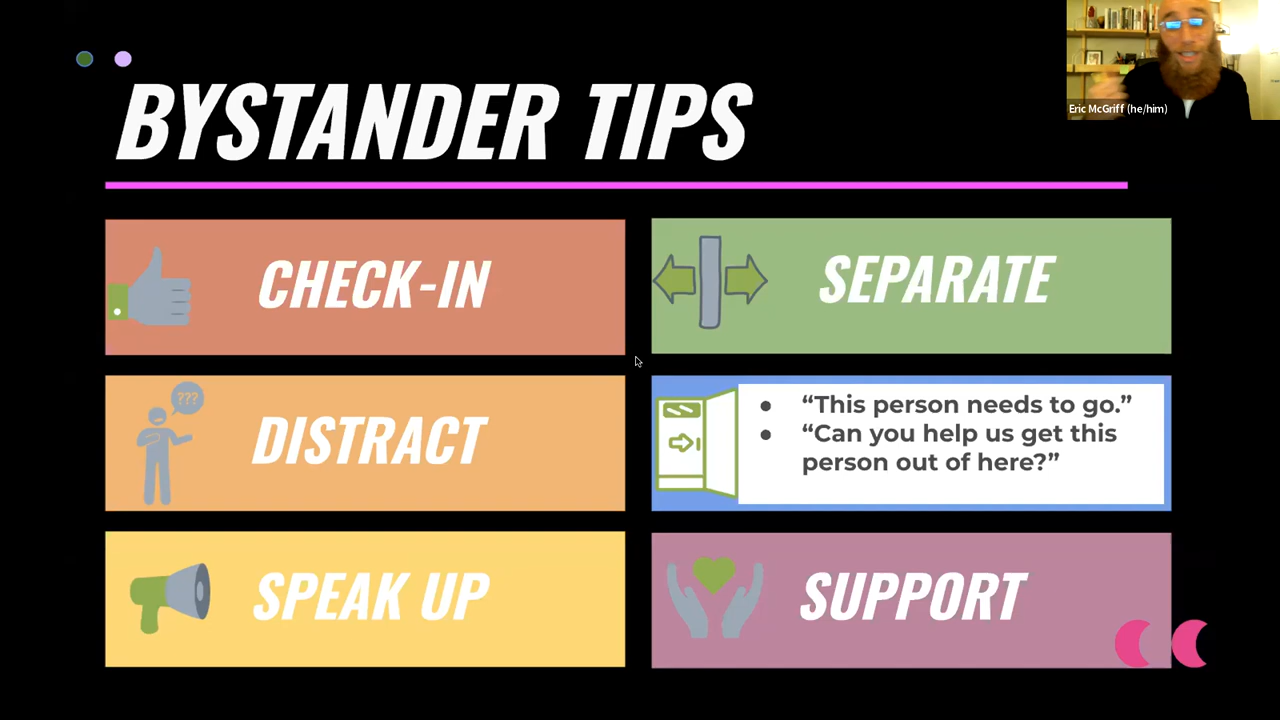 Eric McGriff (he/him)
BYSTANDER TIPS
CHECK-IN
SEPARATE
???
DISTRACT
● “This person needs to go.”
● “Can you help us get this
person out of here?”
SPEAK UP
SUPPORT